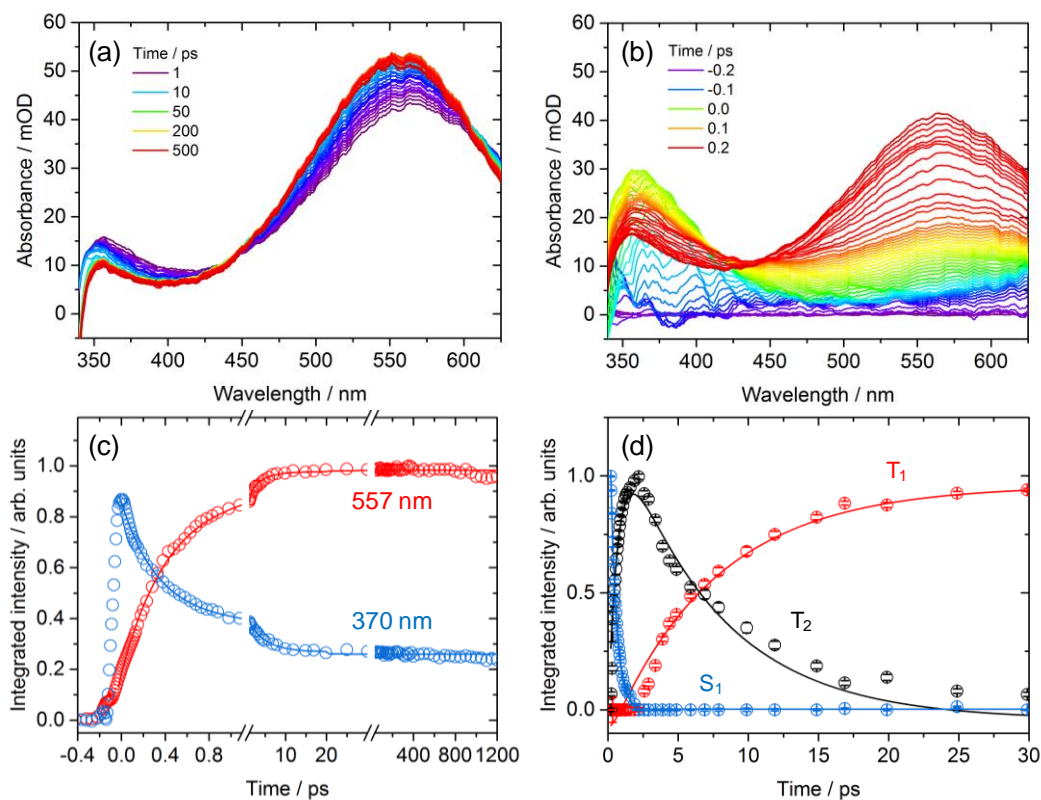 (a)
Time / ps
1
10
50
200
500
Absorbance / mOD
60
50
40
30
20
10
0
350 400 450 500 550 600
Wavelength / nm
(b)
Time / ps
-0.2
-0.1
0.0
0.1
0.2
Absorbance / mOD
60
50
40
30
20
10
0
350 400 450 500 550 600
Wavelength / nm
(c)
557 nm
370 nm
Integrated intensity / arb. units
1.0
0.8
0.6
0.4
0.2
0.0
-0.4 0.0 0.4 0.8 10 20 400 800 1200
Time / ps
(d)
T₁
T₂
S₁
Integrated intensity / arb. units
1.0
0.5
0.0
0 5 10 15 20 25 30
Time / ps